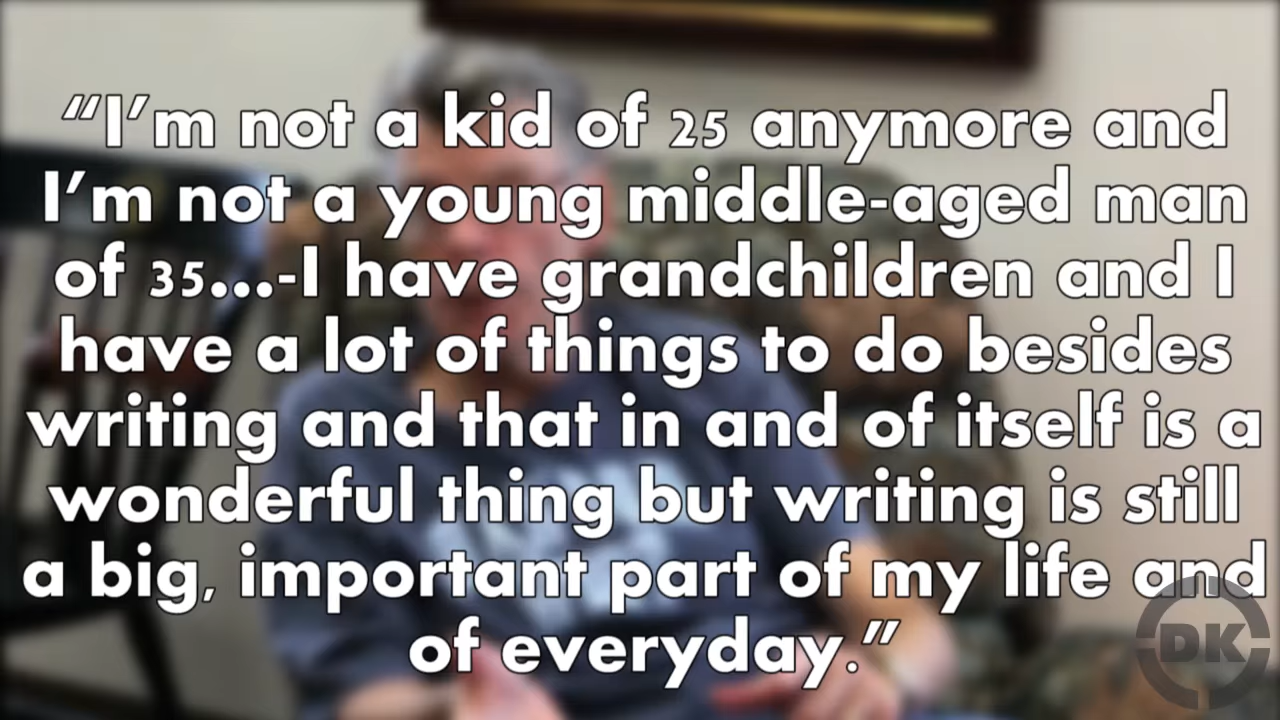 “I’m not a kid of 25 anymore and
I’m not a young middle-aged man
of 35...-I have grandchildren and I
have a lot of things to do besides
writing and that in and of itself is a
wonderful thing but writing is still
a big, important part of my life and
of everyday.”
DK